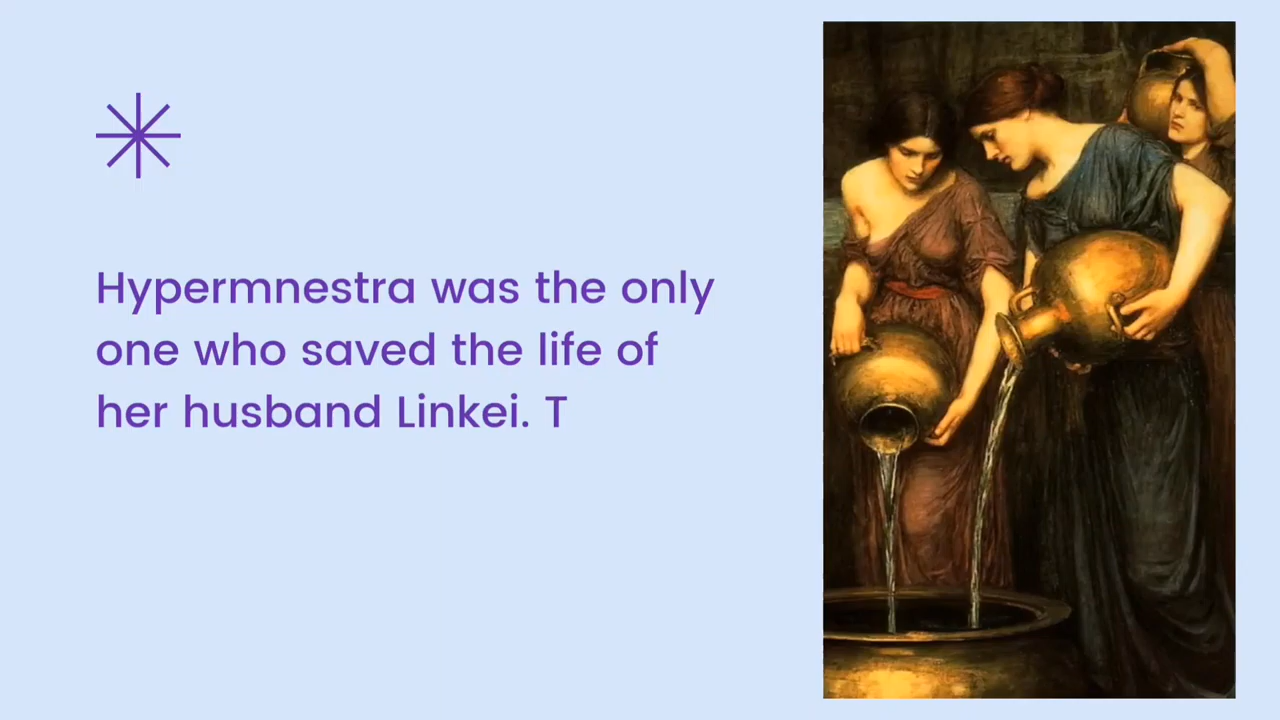 Hypermnestra was the only
one who saved the life of
her husband Linkei. T